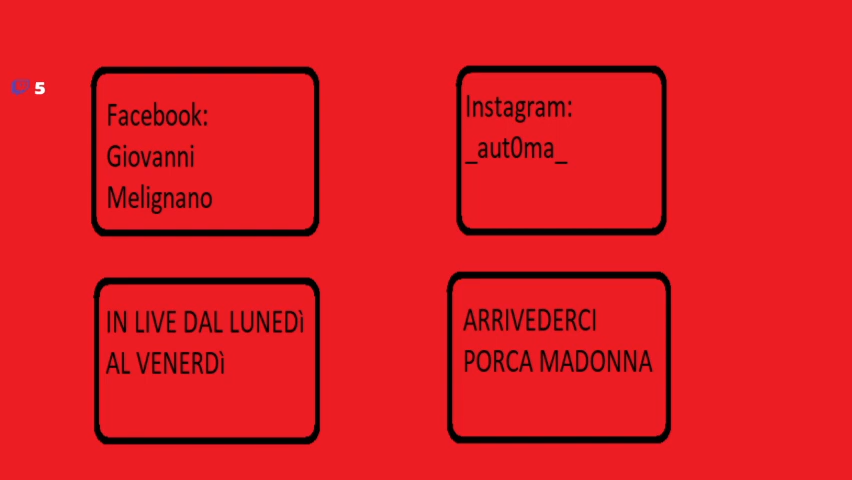 5
Facebook:
Giovanni
Melignano
Instagram:
_aut0ma_
IN LIVE DAL LUNEDì
AL VENERDì
ARRIVEDERCI
PORCA MADONNA